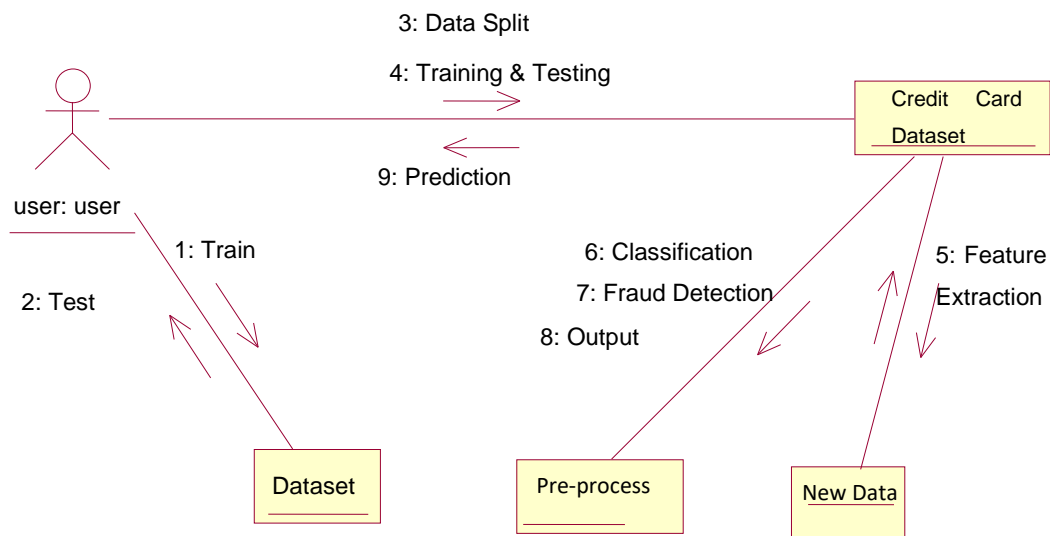 3: Data Split
4: Training & Testing
Credit Card
Dataset
9: Prediction
user: user
1: Train
2: Test
6: Classification
7: Fraud Detection
8: Output
5: Feature
Extraction
Dataset
Pre-process
New Data